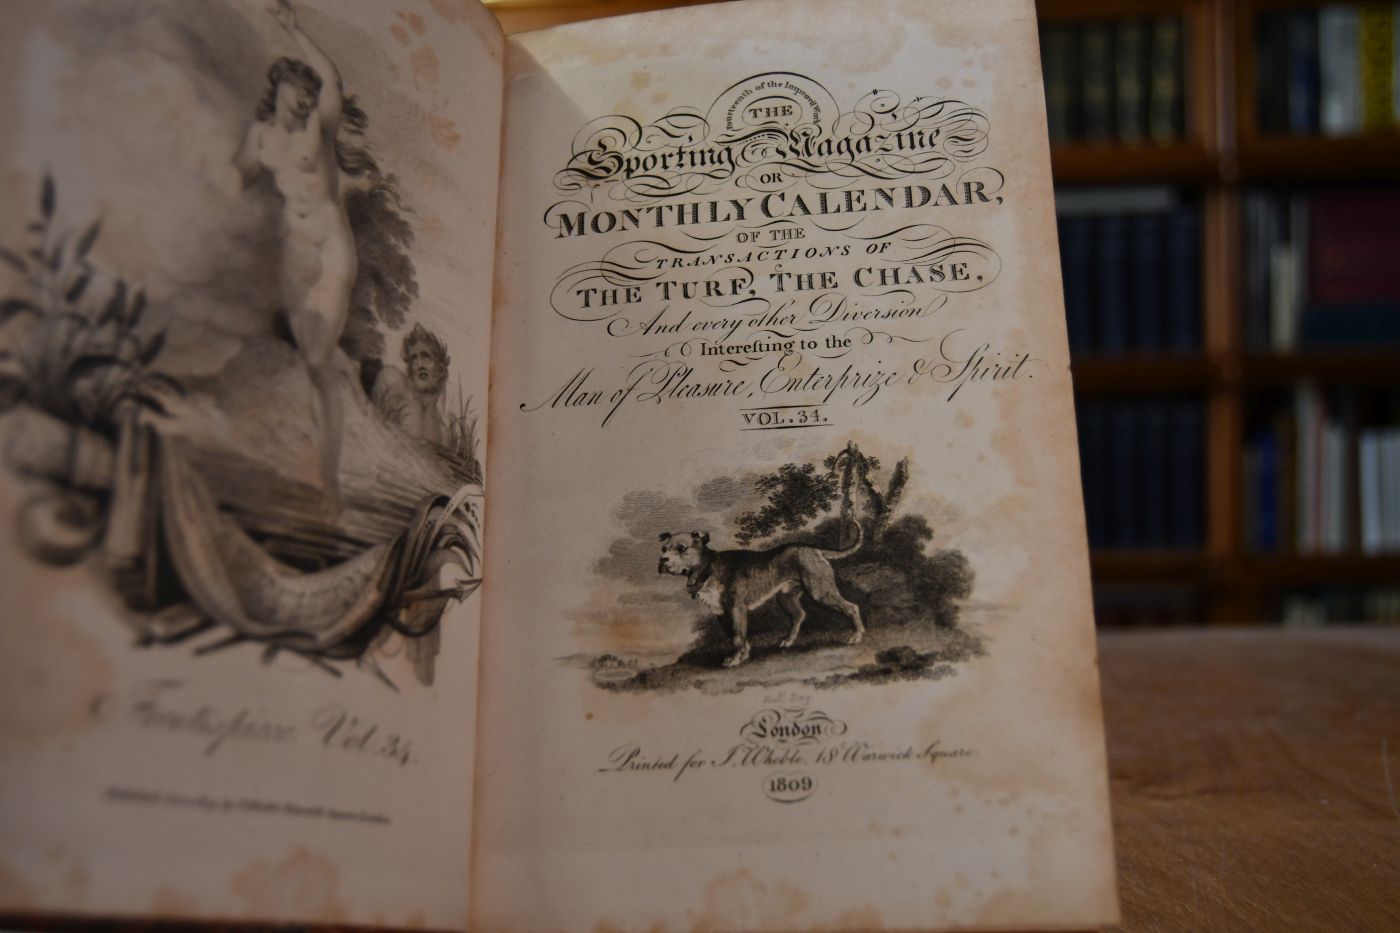 Frontispiece Vol 34.
Fourteenth of the Improv'd Work
THE
Sporting Magazine
OR
MONTHLY CALENDAR,
OF THE
TRANSACTIONS OF
THE TURF, THE CHASE,
And every other Diversion
Intereſting to the
Man of Pleasure, Enterprize & Spirit.
VOL. 34.
Bull Dog
London
Printed for J. Wheble, 18 Warwick Square.
1809